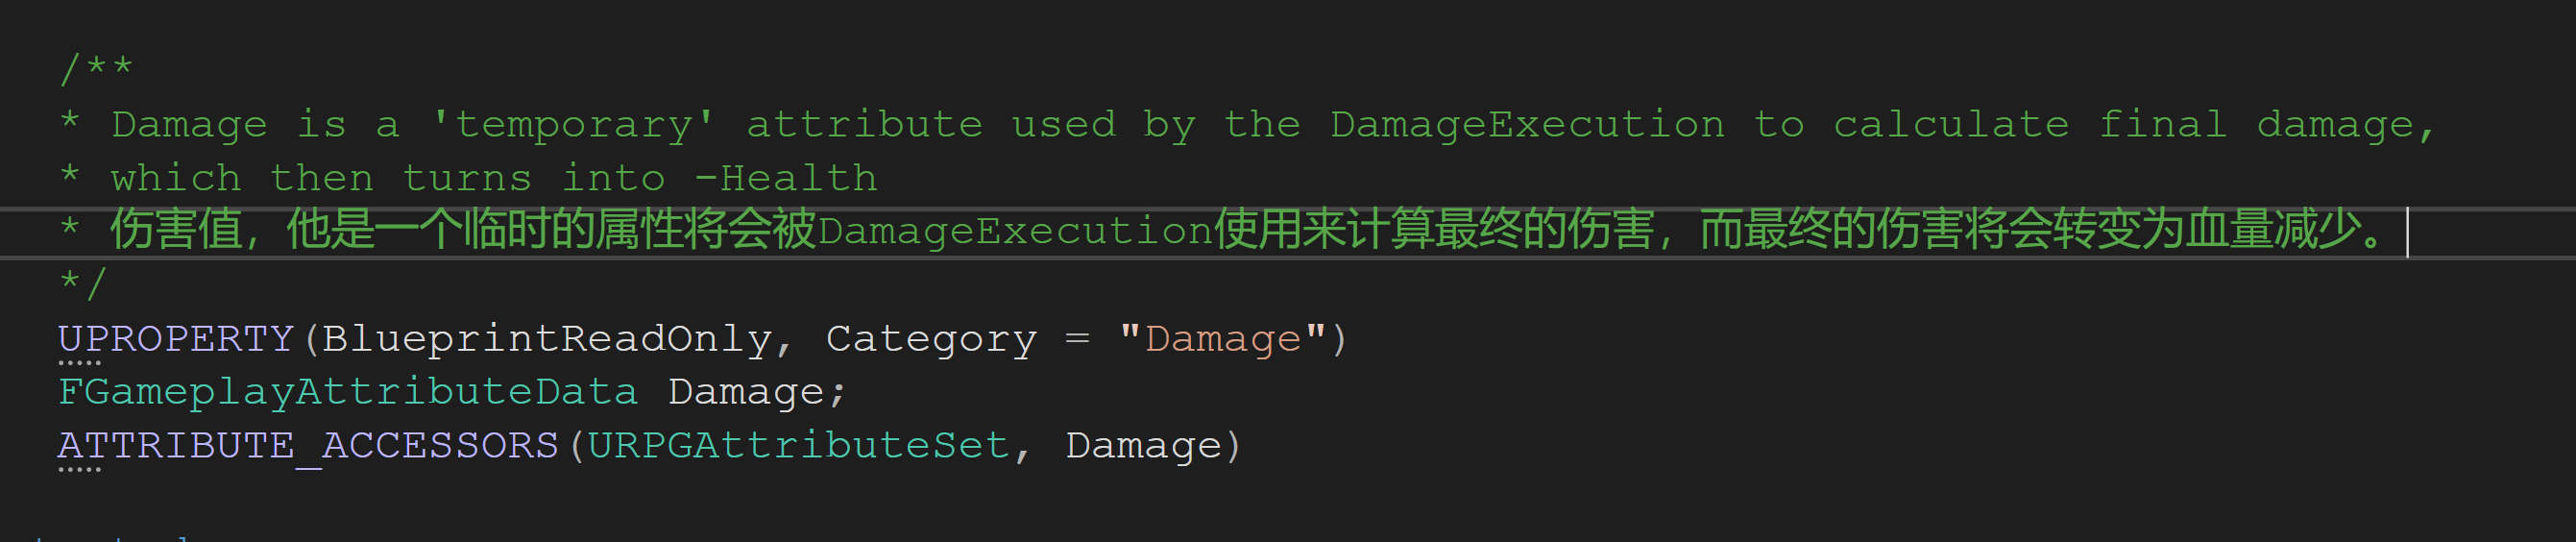 /**
* Damage is a 'temporary' attribute used by the DamageExecution to calculate final damage,
* which then turns into -Health
* 伤害值，他是一个临时的属性将会被DamageExecution使用来计算最终的伤害，而最终的伤害将会转变为血量减少。
*/
UPROPERTY(BlueprintReadOnly, Category = "Damage")
FGameplayAttributeData Damage;
ATTRIBUTE_ACCESSORS(URPGAttributeSet, Damage)